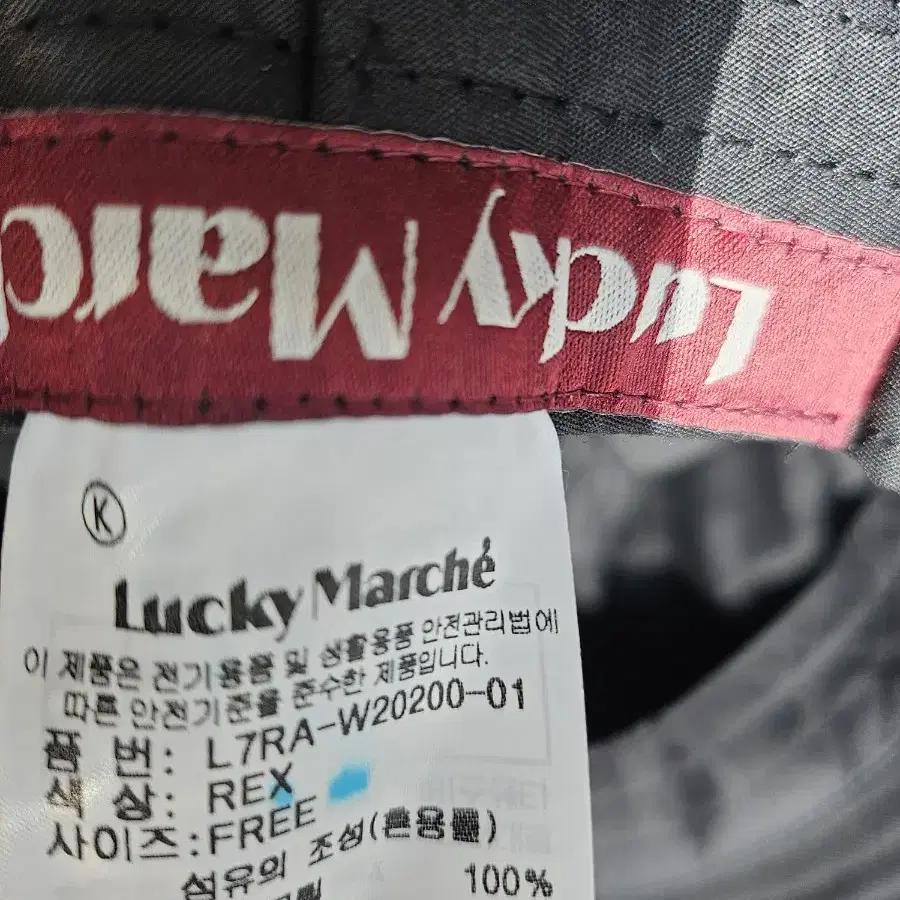 Lucky Marc
K
Lucky Marché
이 제품은 전기용품 및 생활용품 안전관리법에
따른 안전기준을 준수한 제품입니다.
품 번: L7RA-W20200-01
색 상: REX
사이즈:FREE
섬유의 조성(혼용률)
100%